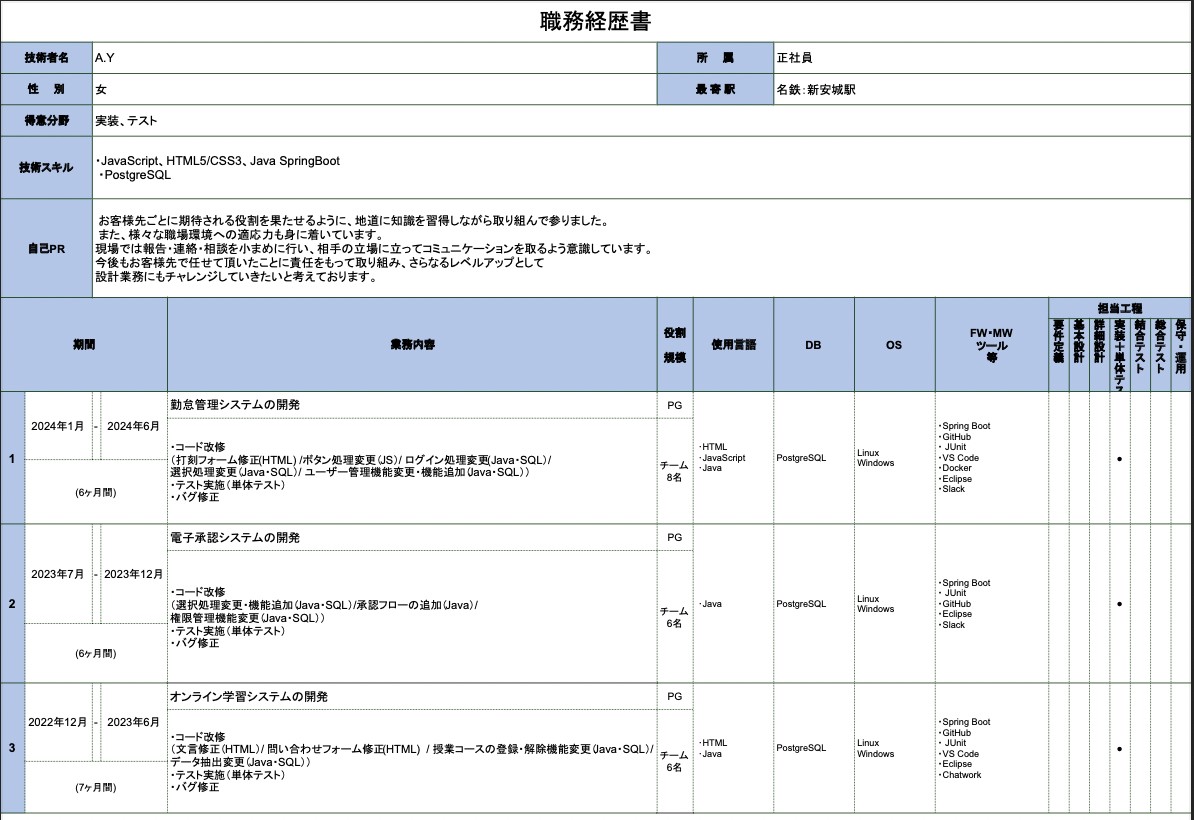 職務経歴書
技術者名 A.Y 所　属 正社員
性　別 女 最寄駅 名鉄：新安城駅
得意分野 実装、テスト
技術スキル
・JavaScript、HTML5/CSS3、Java SpringBoot
・PostgreSQL
自己PR
お客様先ごとに期待される役割を果たせるように、地道に知識を習得しながら取り組んで参りました。
また、様々な職場環境への適応力も身に着いています。
現場では報告・連絡・相談を小まめに行い、相手の立場に立ってコミュニケーションを取るよう意識しています。
今後もお客様先で任せて頂いたことに責任をもって取り組み、さらなるレベルアップとして
設計業務にもチャレンジしていきたいと考えております。
期間
業務内容
役割
規模
使用言語
DB
OS
FW・MW
ツール
等
担当工程
要件定義
基本設計
詳細設計
実装＋単体テス
結合テスト
総合テスト
保守・運用
1
2024年1月 - 2024年6月
(6ヶ月間)
勤怠管理システムの開発
・コード改修
（打刻フォーム修正(HTML) /ボタン処理変更（JS）/ ログイン処理変更(Java・SQL)/
選択処理変更（Java・SQL)/ ユーザー管理機能変更・機能追加（Java・SQL)）
・テスト実施（単体テスト）
・バグ修正
PG
チーム
8名
・HTML
・JavaScript
・Java
PostgreSQL
Linux
Windows
・Spring Boot
・GitHub
・ JUnit
・VS Code
・Docker
・Eclipse
・Slack
●
2
2023年7月 - 2023年12月
(6ヶ月間)
電子承認システムの開発
・コード改修
（選択処理変更・機能追加（Java・SQL)/承認フローの追加（Java)/
権限管理機能変更（Java・SQL)）
・テスト実施（単体テスト）
・バグ修正
PG
チーム
6名
・Java
PostgreSQL
Linux
Windows
・Spring Boot
・ JUnit
・GitHub
・Eclipse
・Slack
●
3
2022年12月 - 2023年6月
(7ヶ月間)
オンライン学習システムの開発
・コード改修
（文言修正（HTML)/ 問い合わせフォーム修正(HTML) / 授業コースの登録・解除機能変更（Java・SQL)/
データ抽出変更（Java・SQL)）
・テスト実施（単体テスト）
・バグ修正
PG
チーム
6名
・HTML
・Java
PostgreSQL
Linux
Windows
・Spring Boot
・GitHub
・ JUnit
・VS Code
・Eclipse
・Chatwork
●